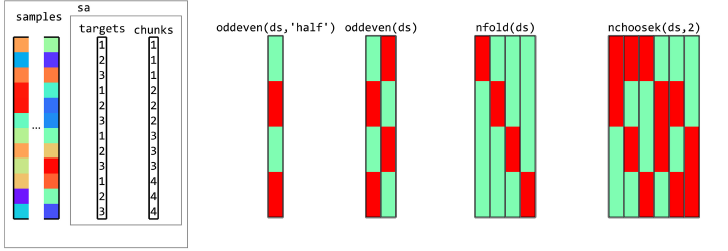 sa
samples
targets chunks
oddeven(ds,'half')
oddeven(ds)
nfold(ds)
nchoosek(ds,2)
1 1
2 1
3 1
1 2
2 2
3 2
1 3
2 3
3 3
1 4
2 4
3 4
...